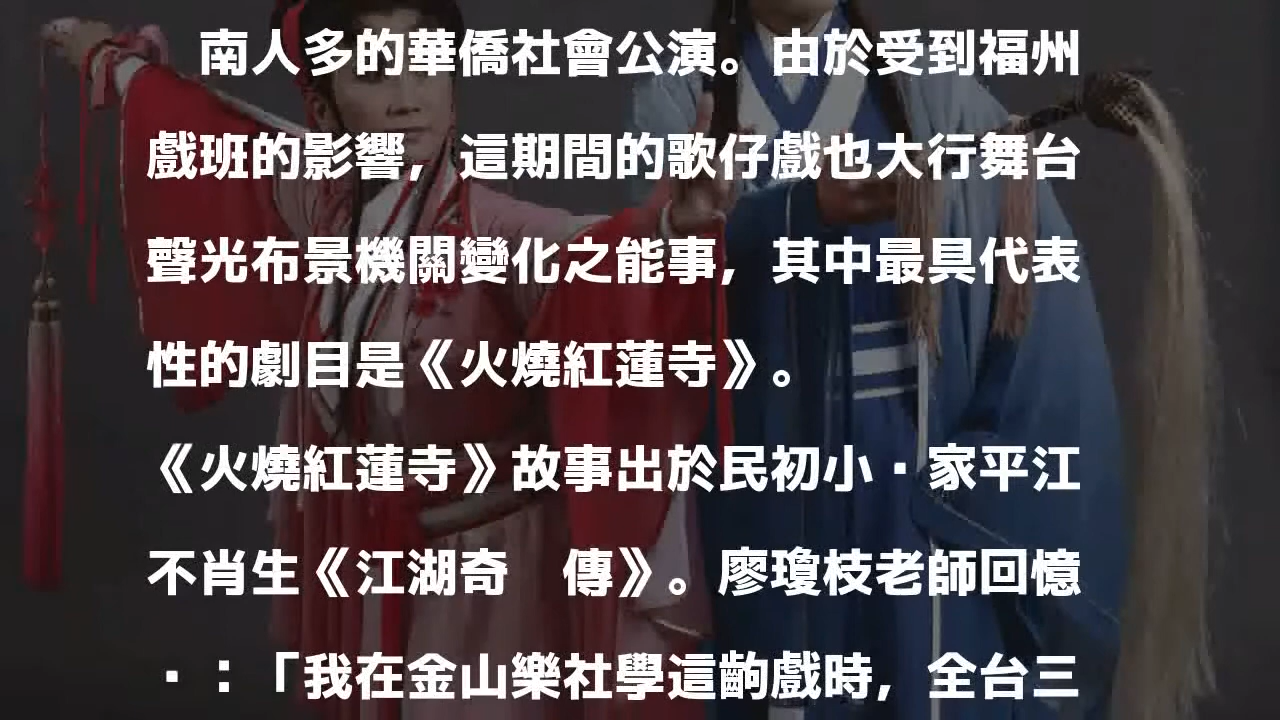 南人多的華僑社會公演。由於受到福州
戲班的影響，這期間的歌仔戲也大行舞台
聲光布景機關變化之能事，其中最具代表
性的劇目是《火燒紅蓮寺》。
《火燒紅蓮寺》故事出於民初小·家平江
不肖生《江湖奇　傳》。廖瓊枝老師回憶
·：「我在金山樂社學這齣戲時，全台三